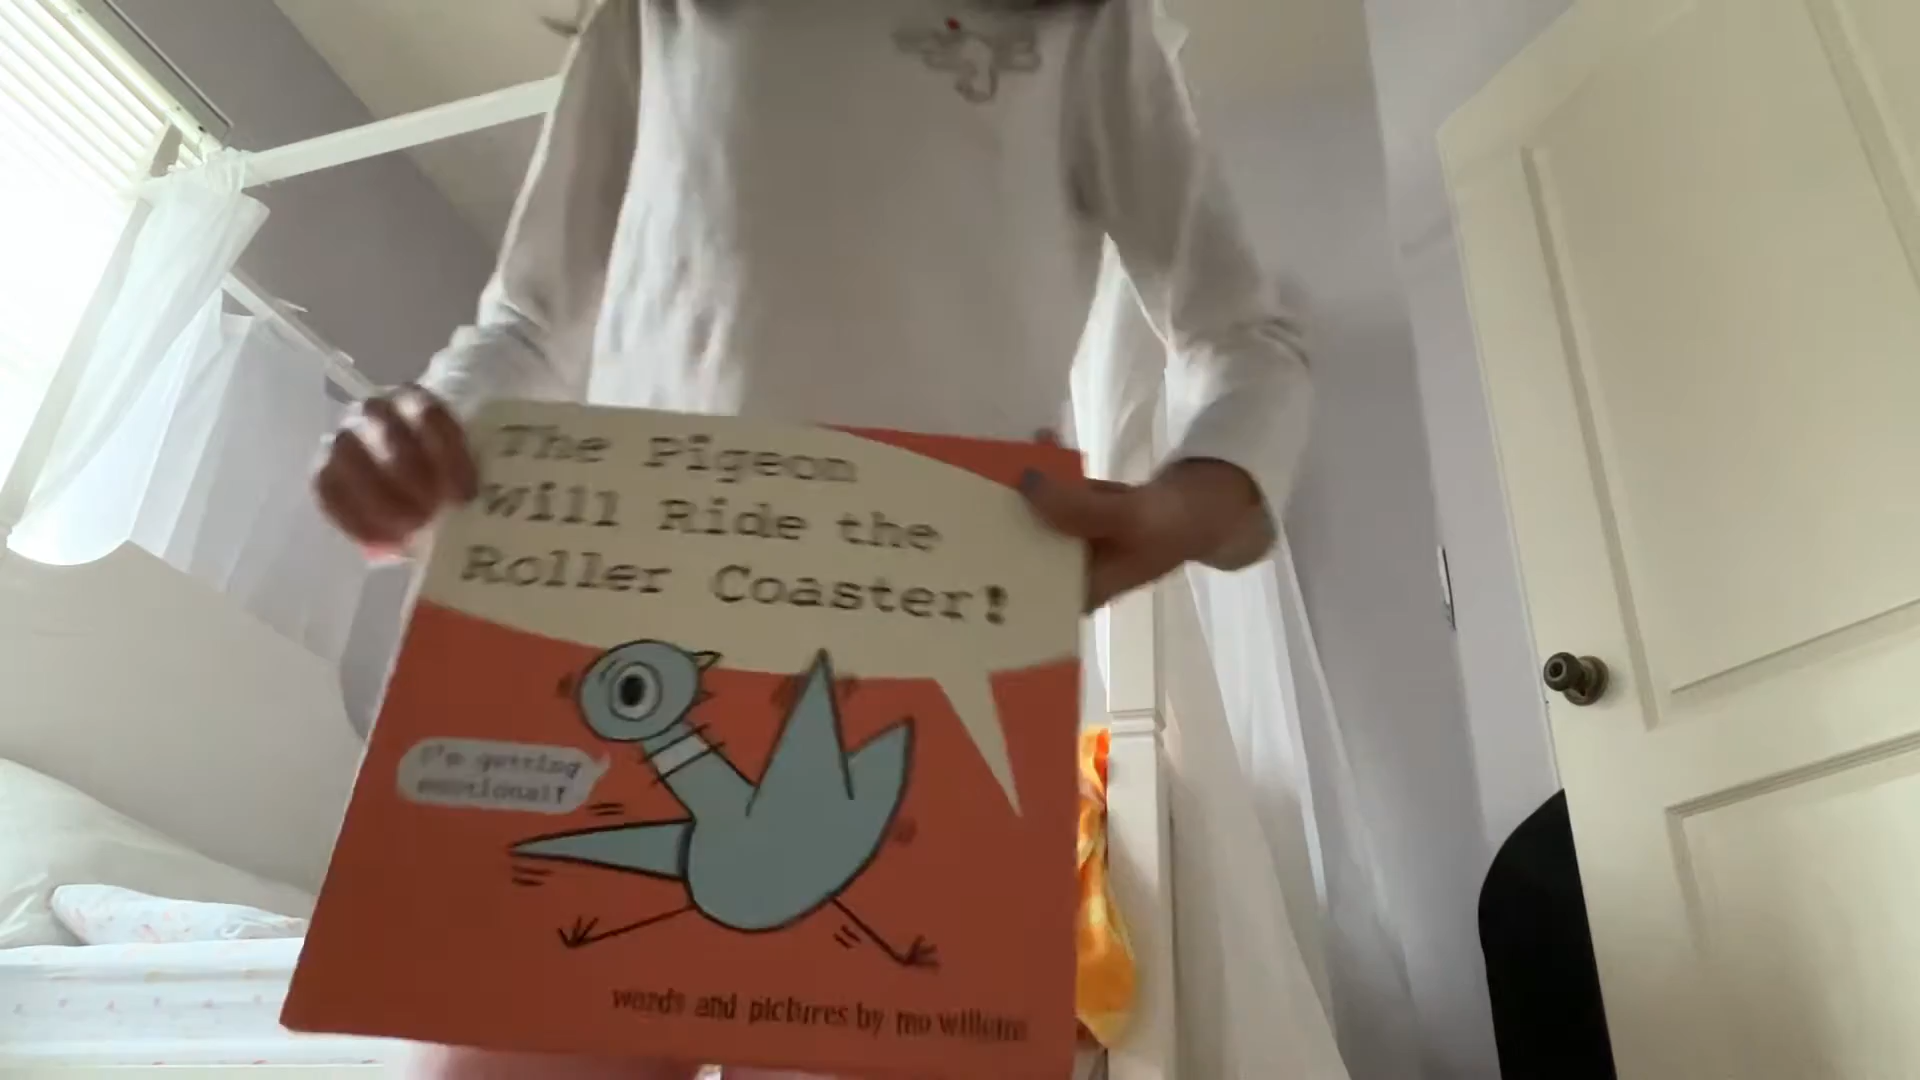 The Pigeon
Will Ride the
Roller Coaster!
I'm getting
emotional!
words and pictures by mo willems